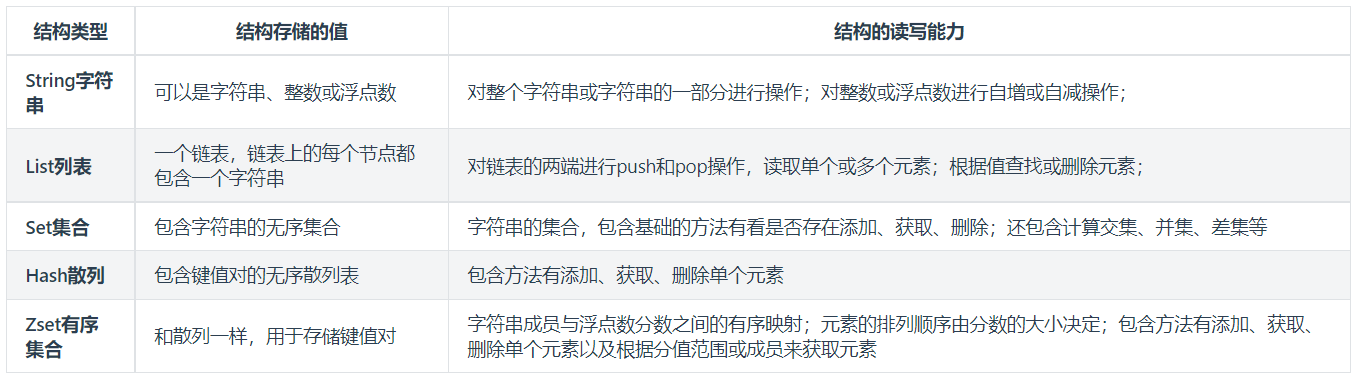 结构类型 结构存储的值 结构的读写能力
String字符
串
可以是字符串、整数或浮点数
对整个字符串或字符串的一部分进行操作；对整数或浮点数进行自增或自减操作；
List列表
一个链表，链表上的每个节点都
包含一个字符串
对链表的两端进行push和pop操作，读取单个或多个元素；根据值查找或删除元素；
Set集合
包含字符串的无序集合
字符串的集合，包含基础的方法有看是否存在添加、获取、删除；还包含计算交集、并集、差集等
Hash散列
包含键值对的无序散列表
包含方法有添加、获取、删除单个元素
Zset有序
集合
和散列一样，用于存储键值对
字符串成员与浮点数分数之间的有序映射；元素的排列顺序由分数的大小决定；包含方法有添加、获取、
删除单个元素以及根据分值范围或成员来获取元素